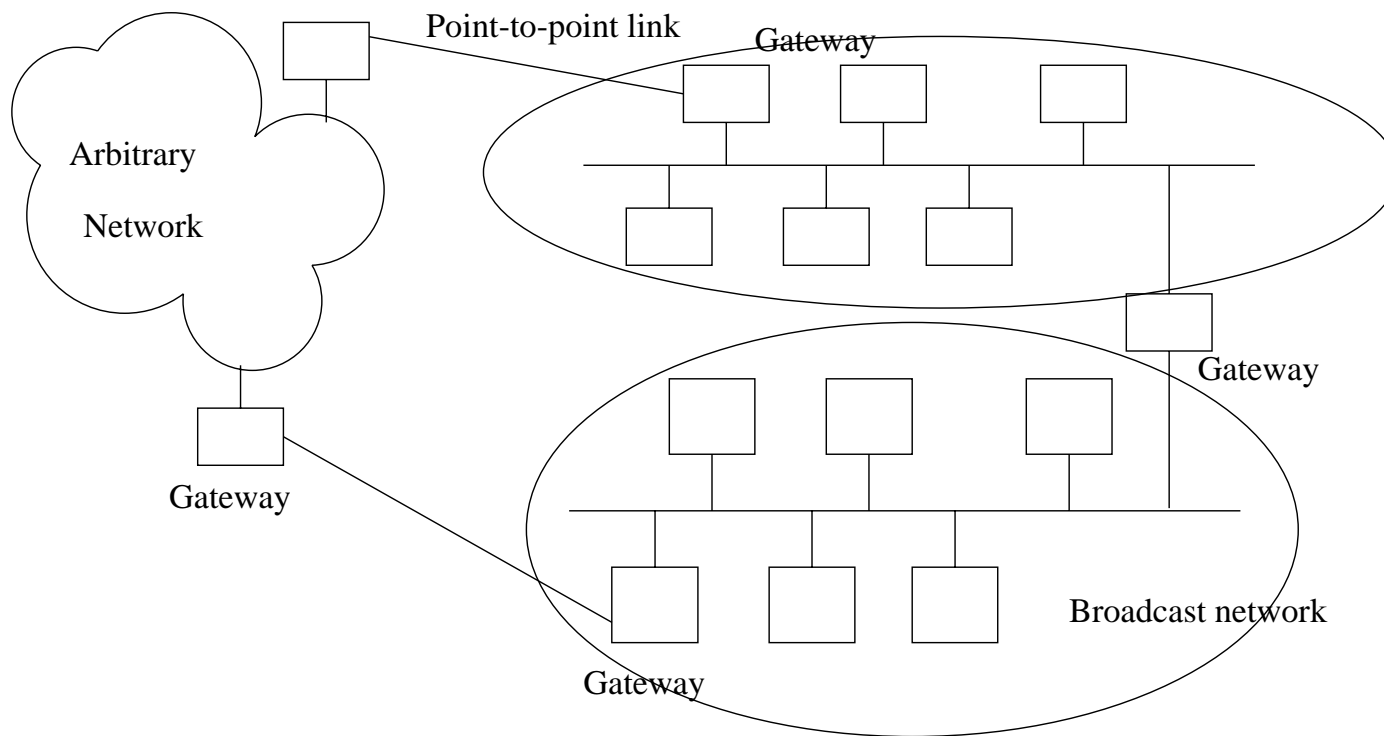 Point-to-point link
Gateway
Arbitrary
Network
Gateway
Gateway
Broadcast network
Gateway